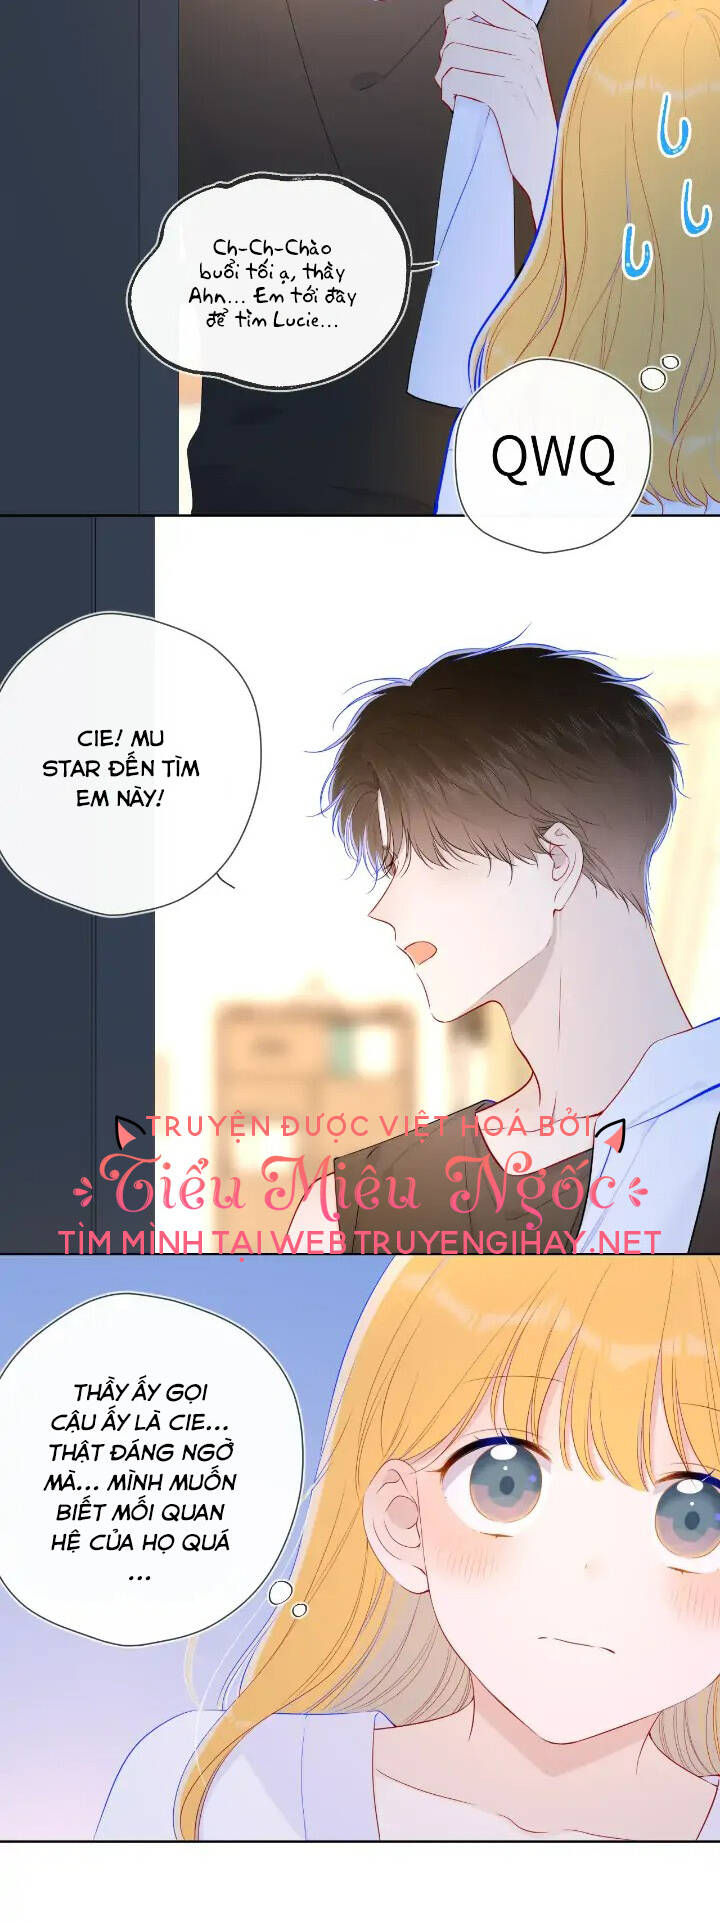 Ch-Ch-Chào
buổi tối ạ, thầy
Ahn... Em tới đây
để tìm Lucie...
QWQ
CIE! MU
STAR ĐẾN TÌM
EM NÀY!
TRUYỆN ĐƯỢC VIỆT HOÁ BỞI
Tiểu Miêu Ngốc
TÌM MÌNH TẠI WEB TRUYENGIHAY.NET
THẦY ẤY GỌI
CẬU ẤY LÀ CIE...
THẬT ĐÁNG NGỜ
MÀ... MÌNH MUỐN
BIẾT MỐI QUAN
HỆ CỦA HỌ QUÁ
...